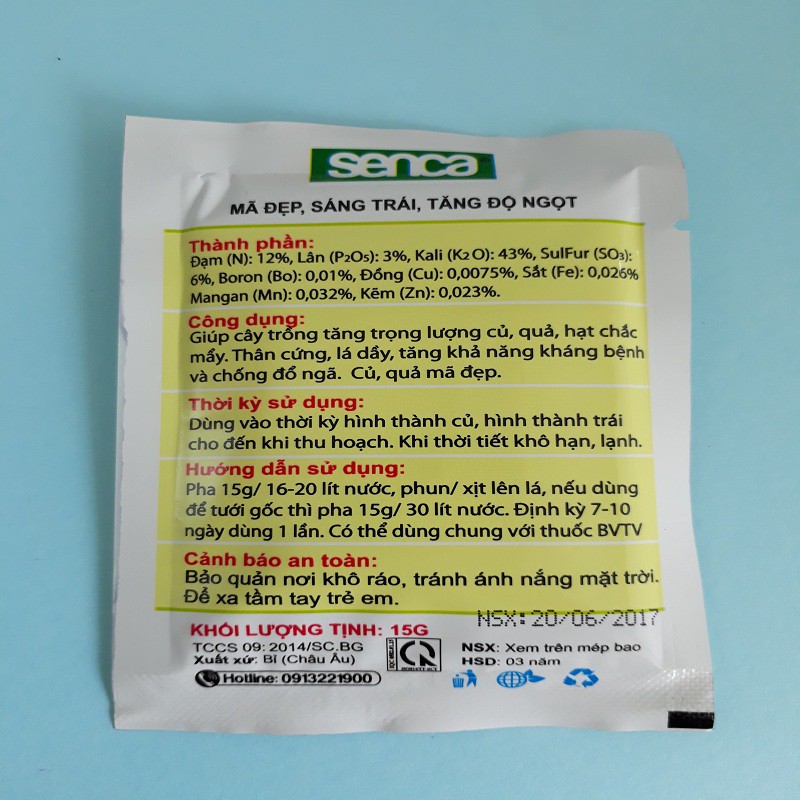 senca
MÃ ĐẸP, SÁNG TRÁI, TĂNG ĐỘ NGỌT
Thành phần:
Đạm (N): 12%, Lân (P₂O₅): 3%, Kali (K₂O): 43%, SulFur (SO₃):
6%, Boron (Bo): 0,01%, Đồng (Cu): 0,0075%, Sắt (Fe): 0,026%
Mangan (Mn): 0,032%, Kẽm (Zn): 0,023%.
Công dụng:
Giúp cây trồng tăng trọng lượng củ, quả, hạt chắc
mẩy. Thân cứng, lá dầy, tăng khả năng kháng bệnh
và chống đổ ngã. Củ, quả mã đẹp.
Thời kỳ sử dụng:
Dùng vào thời kỳ hình thành củ, hình thành trái
cho đến khi thu hoạch. Khi thời tiết khô hạn, lạnh.
Hướng dẫn sử dụng:
Pha 15g/ 16-20 lít nước, phun/ xịt lên lá, nếu dùng
để tưới gốc thì pha 15g/ 30 lít nước. Định kỳ 7-10
ngày dùng 1 lần. Có thể dùng chung với thuốc BVTV
Cảnh báo an toàn:
Bảo quản nơi khô ráo, tránh ánh nắng mặt trời.
Để xa tầm tay trẻ em.
NSX:20/06/2017
KHỐI LƯỢNG TỊNH: 15G
TCCS 09: 2014/SC.BG
Xuất xứ: Bỉ (Châu Âu)
Hotline: 0913221900
NSX: Xem trên mép bao
HSD: 03 năm